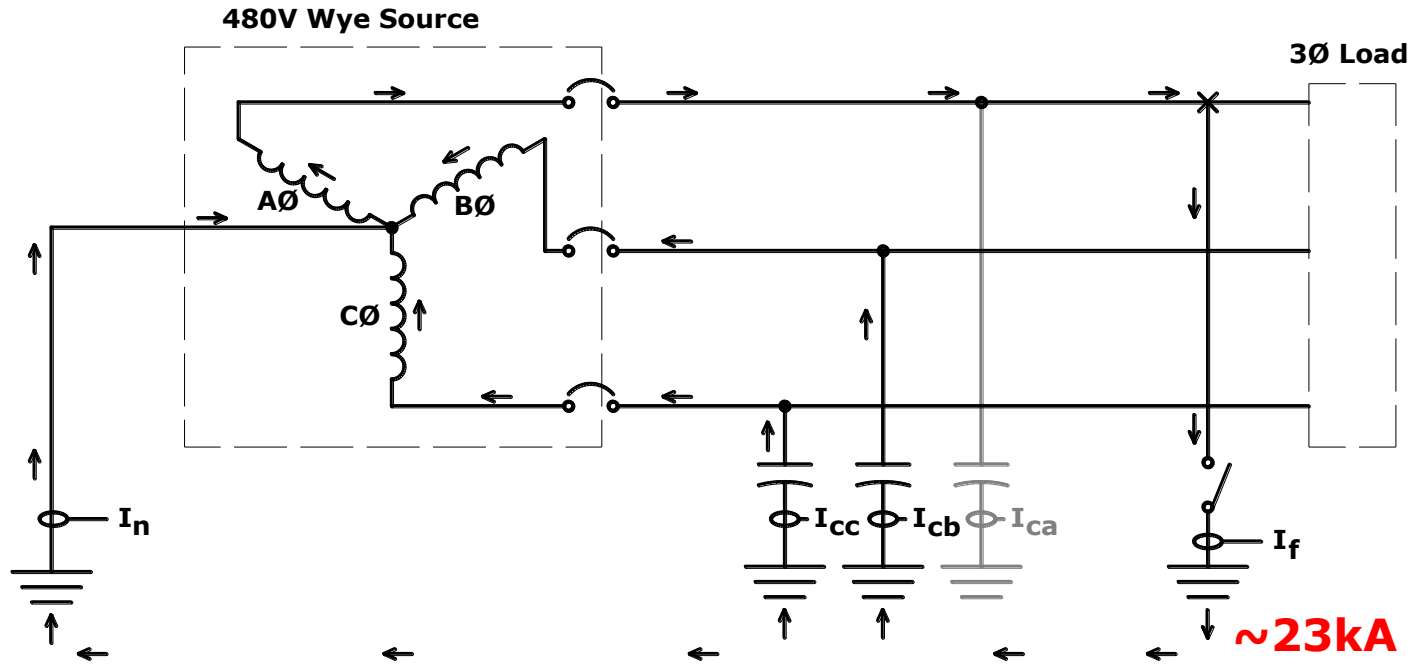 480V Wye Source
3Ø Load
AØ
BØ
CØ
In
Icc
Icb
Ica
If
~23kA